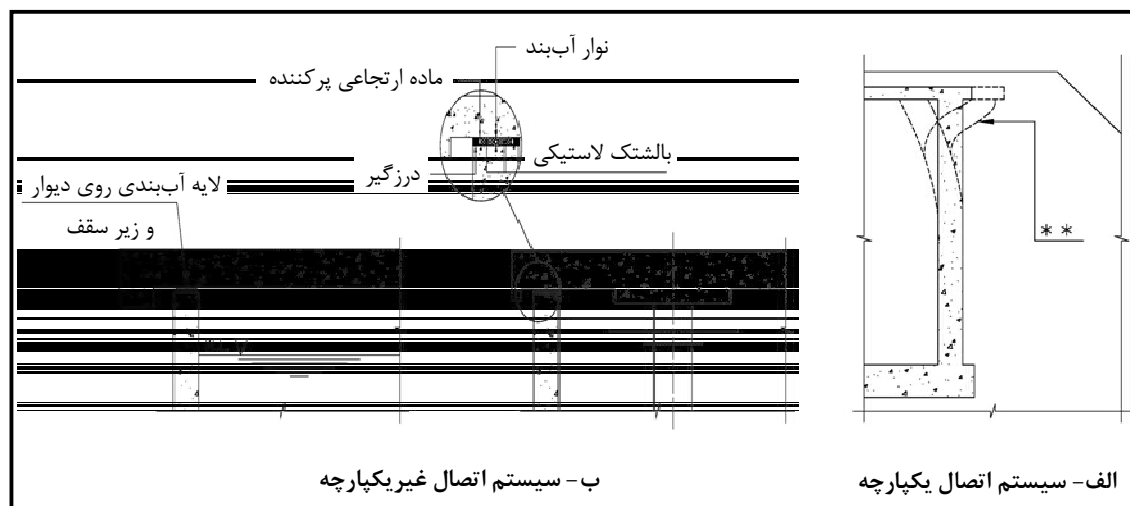 نوار آب‌بند
ماده ارتجاعی پرکننده
بالشتک لاستیکی
درزگیر
لایه آب‌بندی روی دیوار
و زیر سقف
**
الف- سیستم اتصال یکپارچه
ب- سیستم اتصال غیریکپارچه